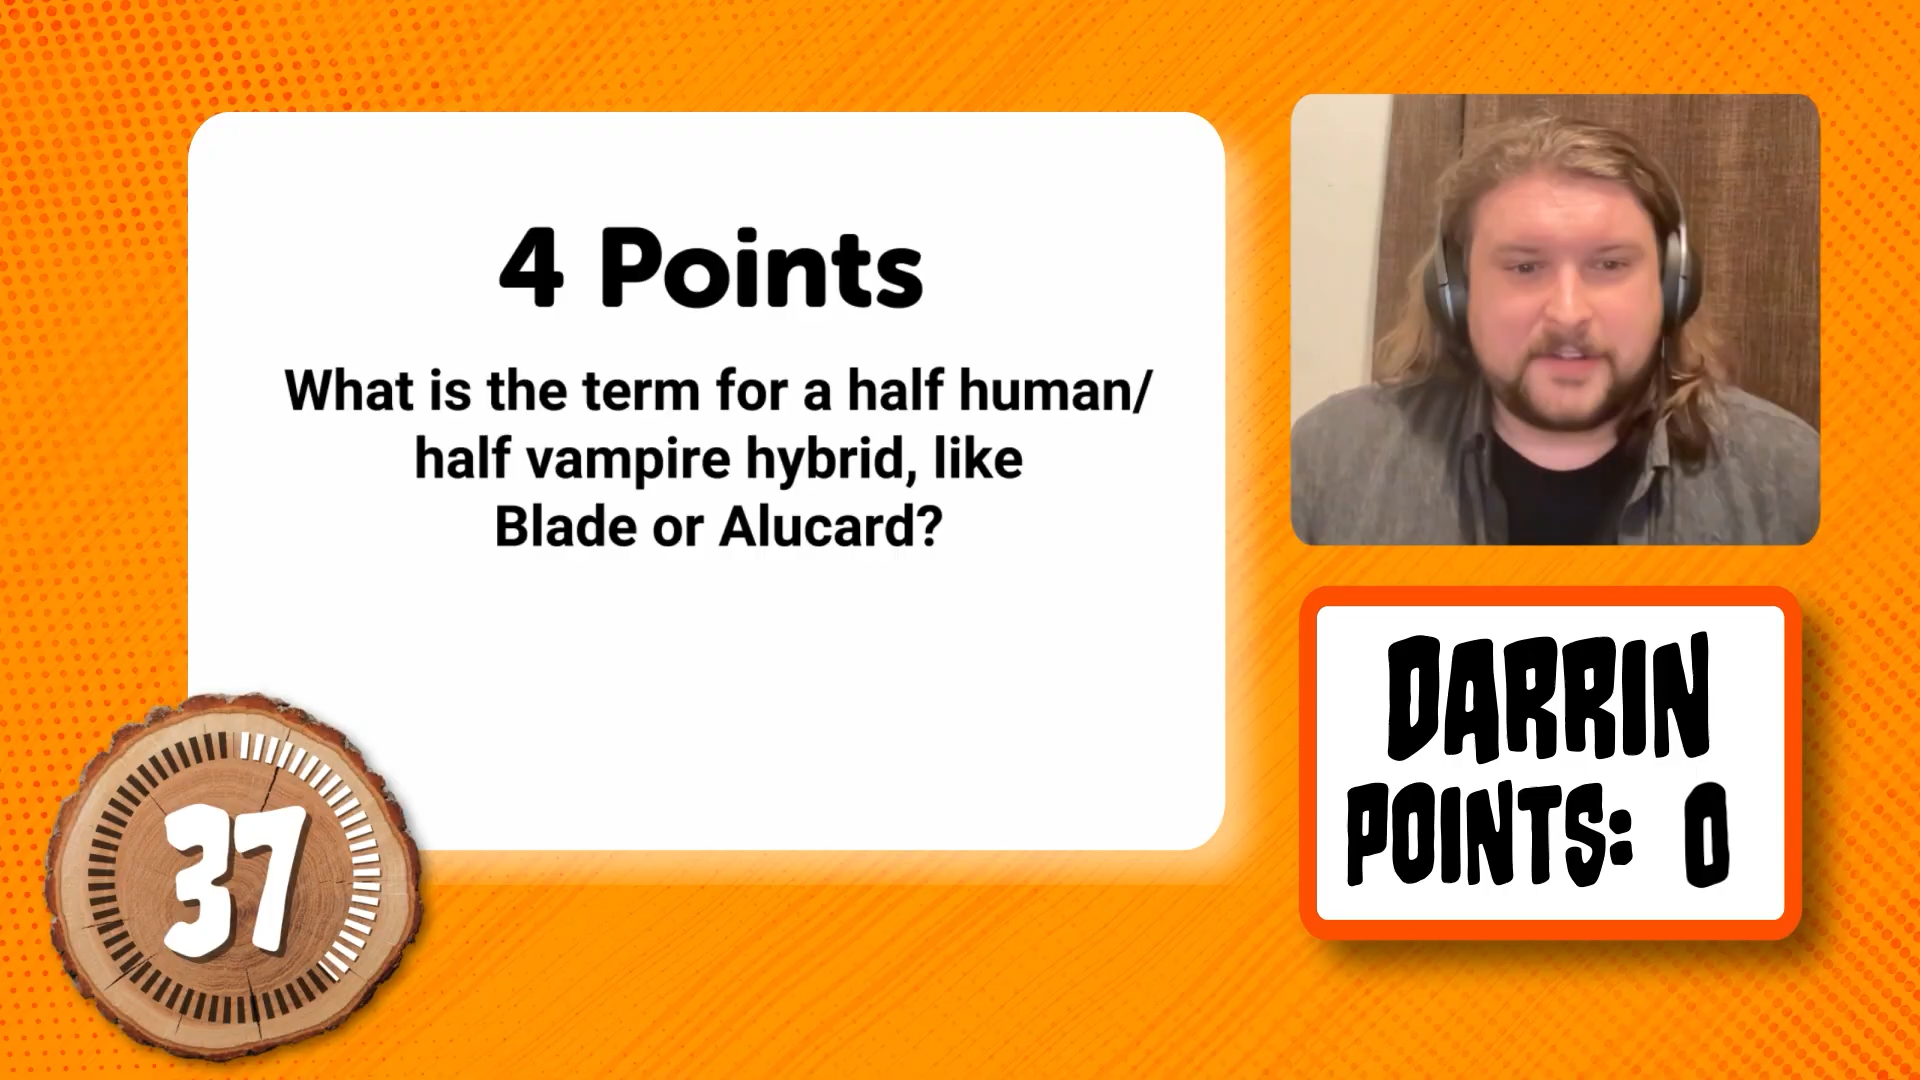 4 Points
What is the term for a half human/
half vampire hybrid, like
Blade or Alucard?
37
DARRIN
POINTS: 0